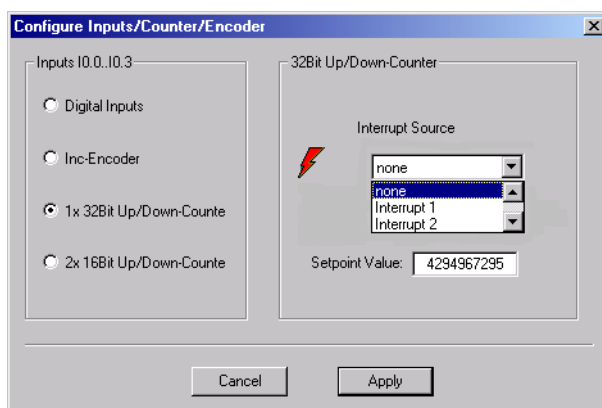 Configure Inputs/Counter/Encoder
Inputs I0.0..I0.3
Digital Inputs
Inc-Encoder
1x 32Bit Up/Down-Counte
2x 16Bit Up/Down-Counte
32Bit Up/Down-Counter
Interrupt Source
none
none
Interrupt 1
Interrupt 2
Setpoint Value: 4294967295
Cancel
Apply